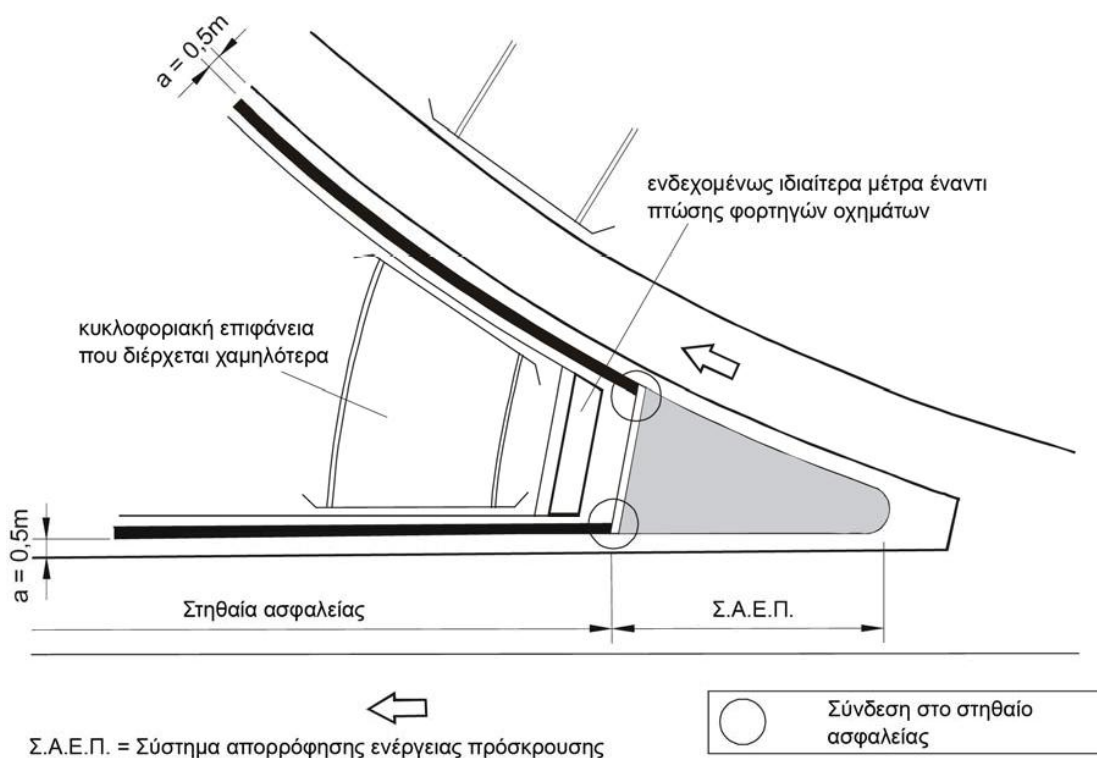 a = 0,5m
ενδεχομένως ιδιαίτερα μέτρα έναντι
πτώσης φορτηγών οχημάτων
κυκλοφοριακή επιφάνεια
που διέρχεται χαμηλότερα
a = 0,5m
Στηθαία ασφαλείας
Σ.Α.Ε.Π.
Σύνδεση στο στηθαίο
ασφαλείας
Σ.Α.Ε.Π. = Σύστημα απορρόφησης ενέργειας πρόσκρουσης